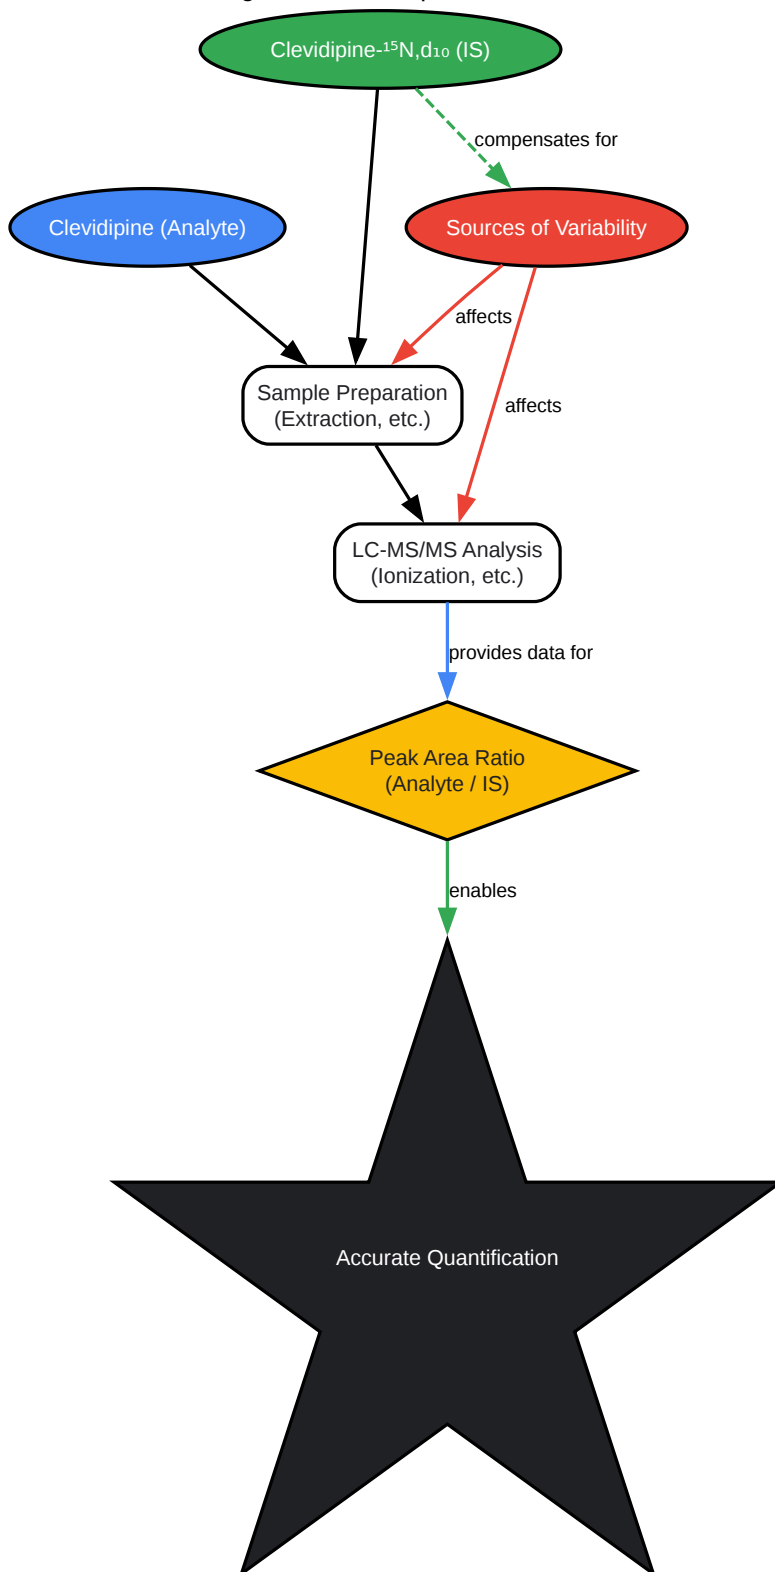 Clevidipine-¹⁵N,d₁₀ (IS)
compensates for
Clevidipine (Analyte)
Sources of Variability
affects
Sample Preparation
(Extraction, etc.)
affects
LC-MS/MS Analysis
(Ionization, etc.)
provides data for
Peak Area Ratio
(Analyte / IS)
enables
Accurate Quantification